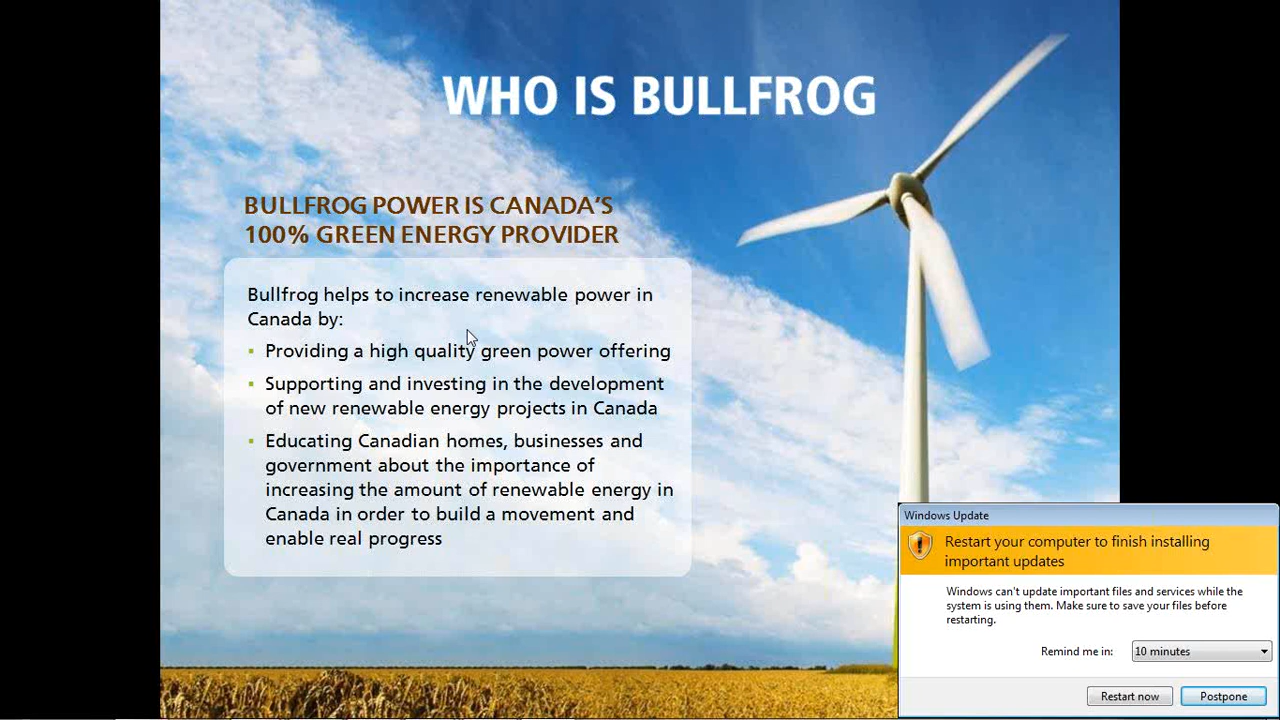 WHO IS BULLFROG
BULLFROG POWER IS CANADA'S
100% GREEN ENERGY PROVIDER
Bullfrog helps to increase renewable power in
Canada by:
▪ Providing a high quality green power offering
▪ Supporting and investing in the development
of new renewable energy projects in Canada
▪ Educating Canadian homes, businesses and
government about the importance of
increasing the amount of renewable energy in
Canada in order to build a movement and
enable real progress
Windows Update
Restart your computer to finish installing
important updates
Windows can't update important files and services while the
system is using them. Make sure to save your files before
restarting.
Remind me in: 10 minutes
Restart now Postpone